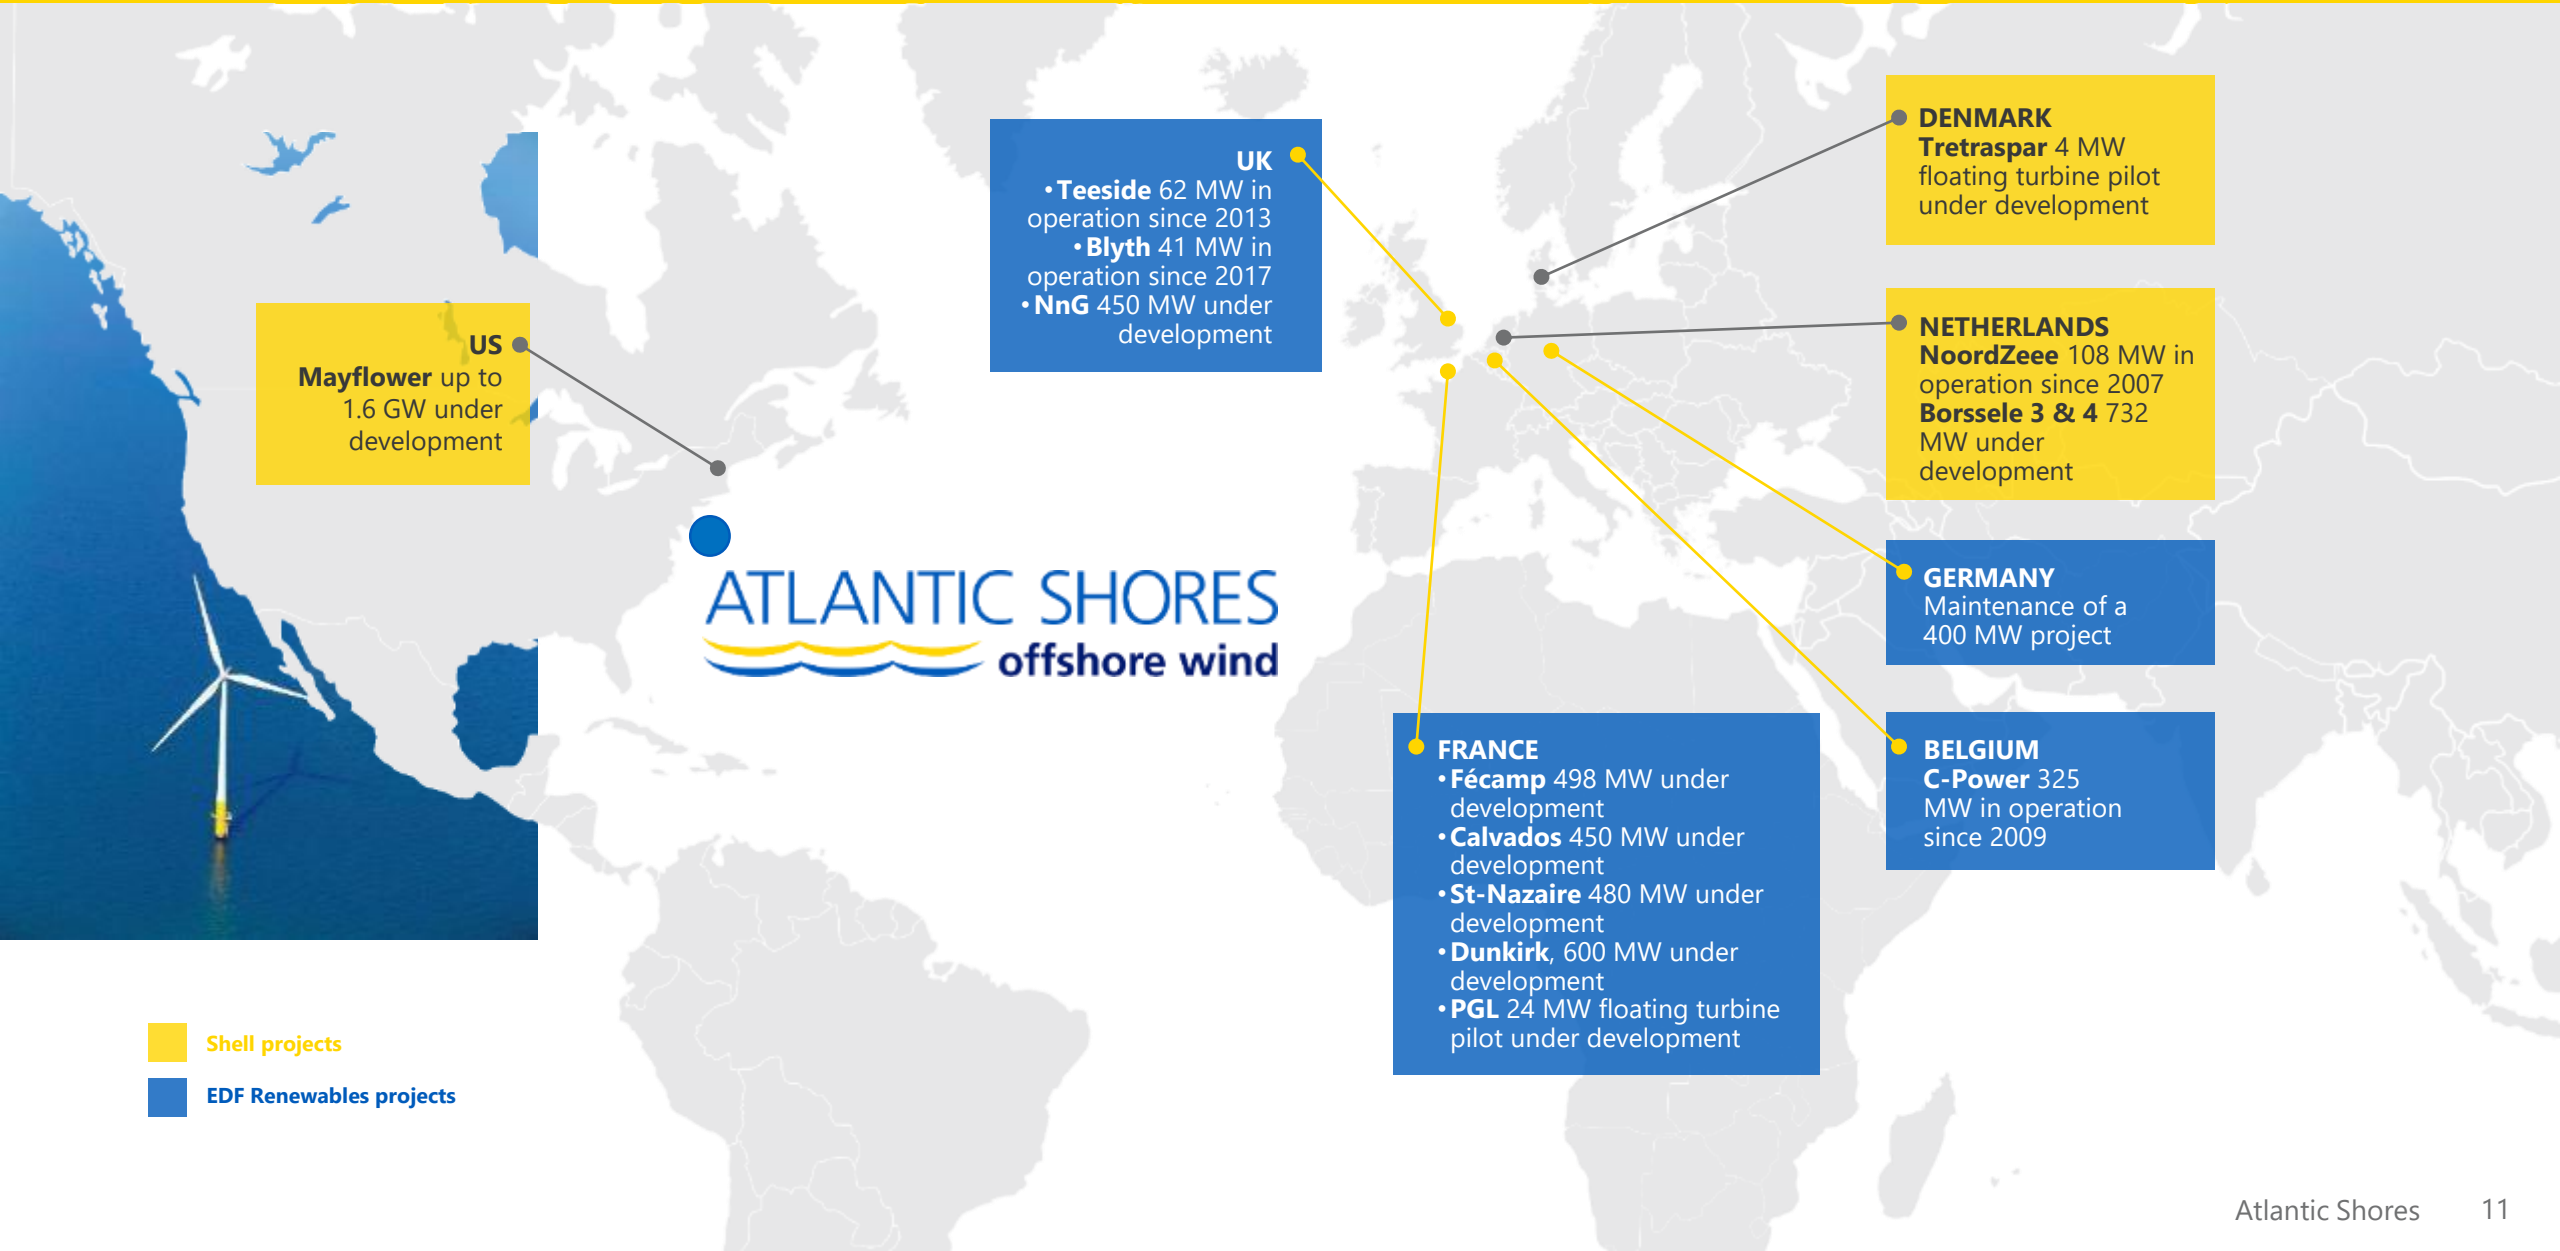 US
Mayflower up to
1.6 GW under
development
UK
•Teeside 62 MW in
operation since 2013
•Blyth 41 MW in
operation since 2017
•NnG 450 MW under
development
DENMARK
Tretraspar 4 MW
floating turbine pilot
under development
NETHERLANDS
NoordZeee 108 MW in
operation since 2007
Borssele 3 & 4 732
MW under
development
GERMANY
Maintenance of a
400 MW project
BELGIUM
C-Power 325
MW in operation
since 2009
FRANCE
•Fécamp 498 MW under
development
•Calvados 450 MW under
development
•St-Nazaire 480 MW under
development
•Dunkirk, 600 MW under
development
•PGL 24 MW floating turbine
pilot under development
ATLANTIC SHORES
offshore wind
Shell projects
EDF Renewables projects
Atlantic Shores 11